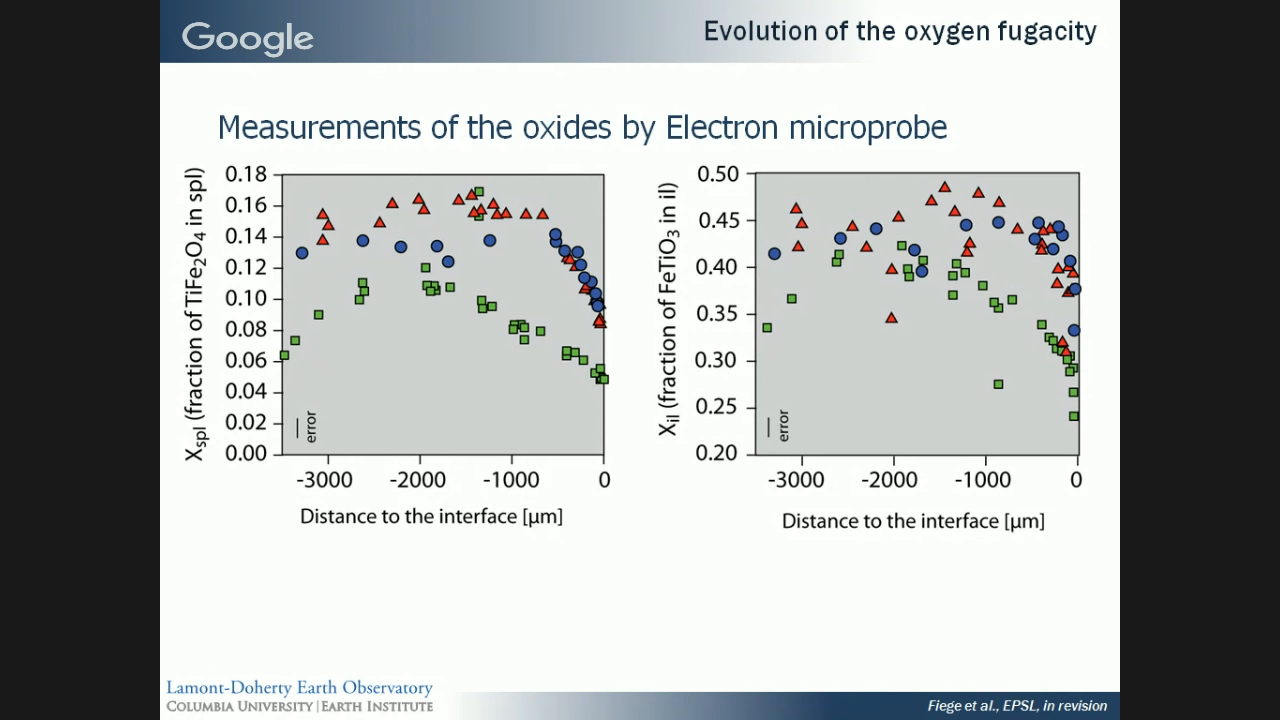 Google
Evolution of the oxygen fugacity
Measurements of the oxides by Electron microprobe
Xspl (fraction of TiFe2O4 in spl)
0.18
0.16
0.14
0.12
0.10
0.08
0.06
0.04
0.02
0.00
error
-3000 -2000 -1000 0
Distance to the interface [µm]
Xil (fraction of FeTiO3 in il)
0.50
0.45
0.40
0.35
0.30
0.25
0.20
error
-3000 -2000 -1000 0
Distance to the interface [µm]
Lamont-Doherty Earth Observatory
COLUMBIA UNIVERSITY | EARTH INSTITUTE
Fiege et al., EPSL, in revision